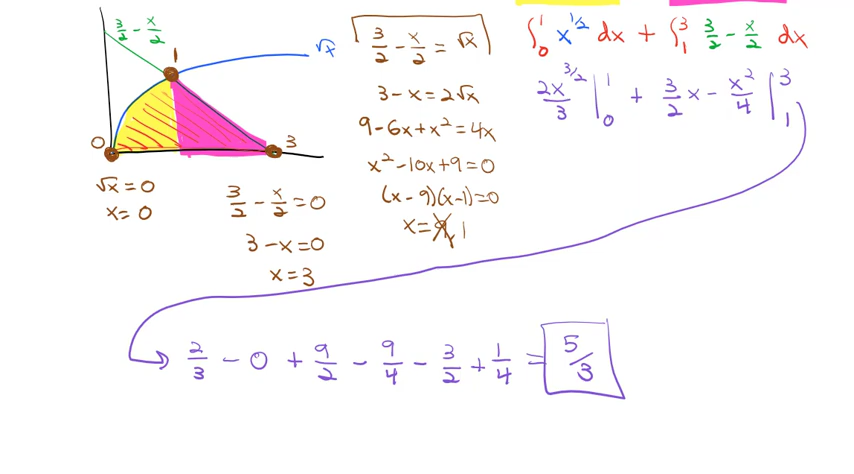 3/2 - x/2
1
√x
0
3
√x = 0
x = 0
3/2 - x/2 = 0
3 - x = 0
x = 3
3/2 - x/2 = √x
3 - x = 2√x
9 - 6x + x² = 4x
x² - 10x + 9 = 0
(x - 9)(x - 1) = 0
x = 9, 1
∫₀¹ x^{1/2} dx + ∫₁³ 3/2 - x/2 dx
2x^{3/2}/3 |₀¹ + 3/2 x - x²/4 |₁³
2/3 - 0 + 9/2 - 9/4 - 3/2 + 1/4 = 5/3